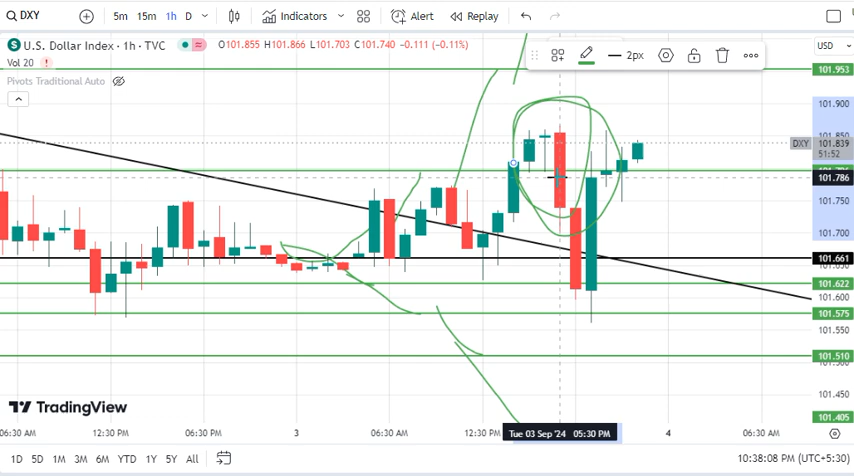 DXY 5m 15m 1h D Indicators Alert Replay
U.S. Dollar Index · 1h · TVC O101.855 H101.866 L101.703 C101.740 -0.111 (-0.11%) USD
2px
Vol 20 !
101.953
Pivots Traditional Auto
101.900
101.850
DXY 101.839
51:52
101.786
101.750
101.700
101.661
101.622
101.600
101.575
101.550
101.510
101.450
TradingView
101.405
06:30 AM 12:30 PM 06:30 PM 3 06:30 AM 12:30 PM Tue 03 Sep '24 05:30 PM 4 06:30 AM
1D 5D 1M 3M 6M YTD 1Y 5Y All 10:38:08 PM (UTC+5:30)